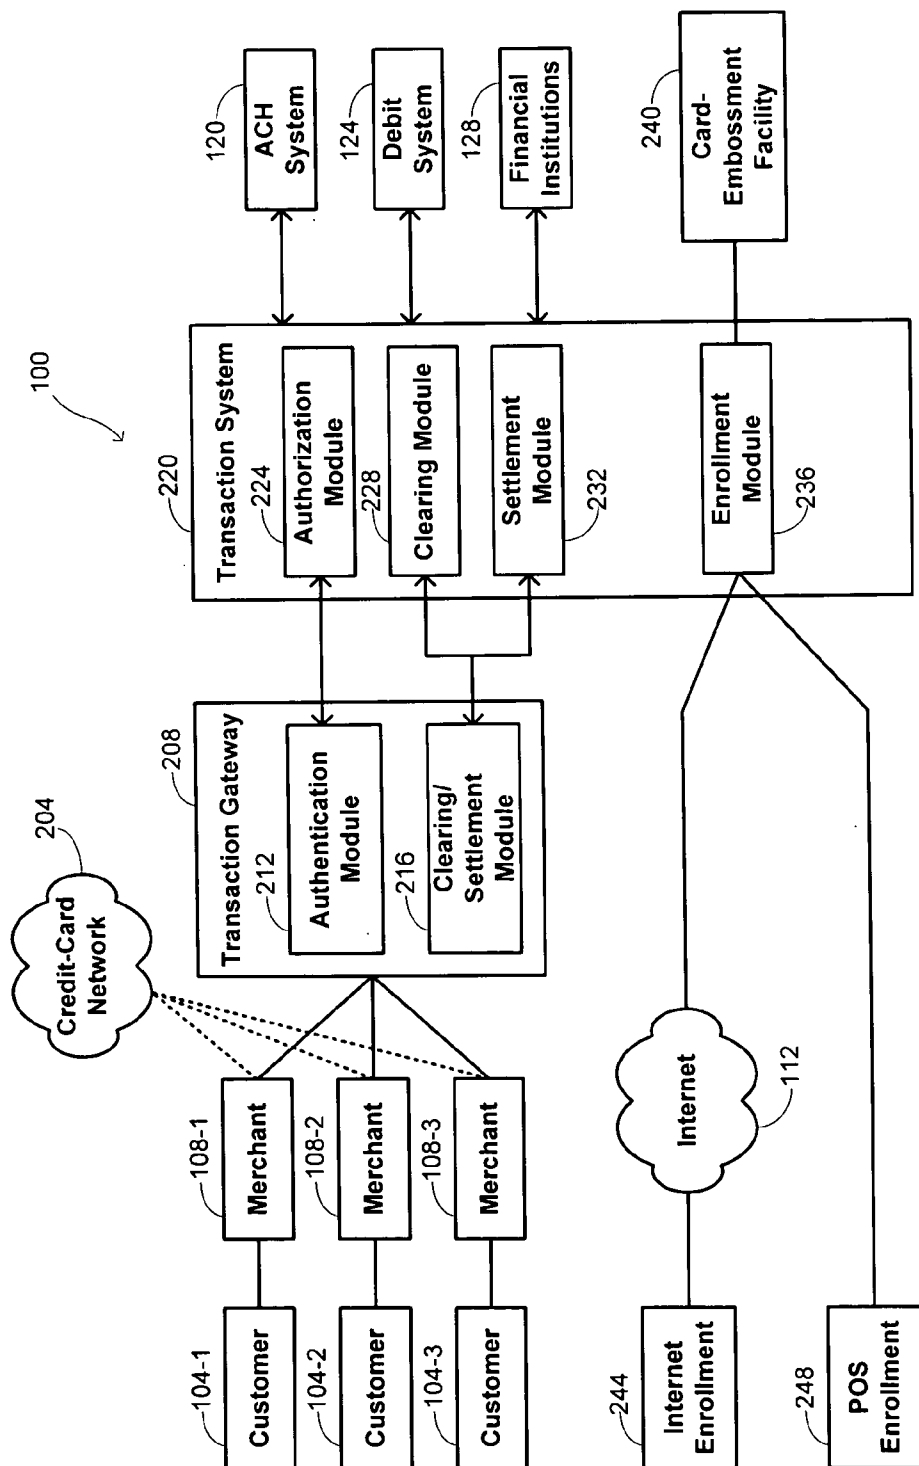 100
204
Credit-Card
Network
104-1
Customer
108-1
Merchant
104-2
Customer
108-2
Merchant
104-3
Customer
108-3
Merchant
208
Transaction Gateway
212
Authentication
Module
216
Clearing/
Settlement
Module
220
Transaction System
224
Authorization
Module
228
Clearing Module
Settlement
Module
232
Enrollment
Module
236
120
ACH
System
124
Debit
System
128
Financial
Institutions
240
Card-
Embossment
Facility
244
Internet
Enrollment
Internet
112
248
POS
Enrollment